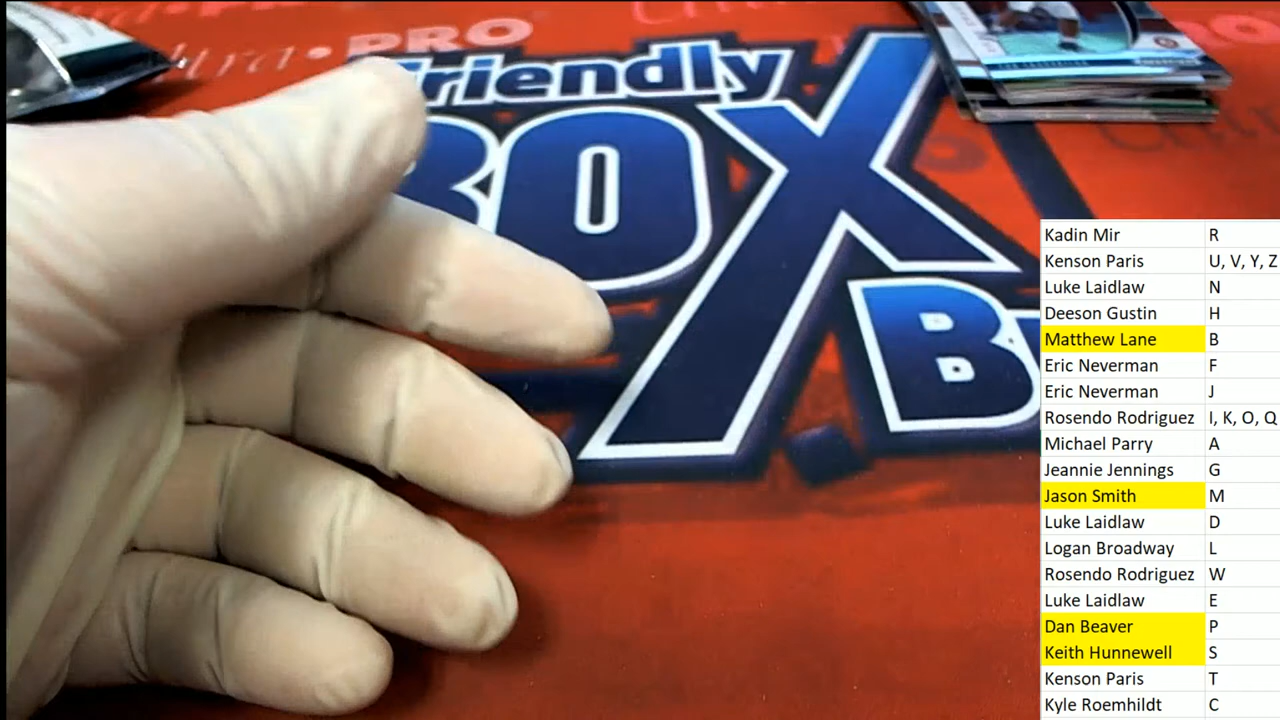 PRO
Friendly
BOX
B
Kadin Mir R
Kenson Paris U, V, Y, Z
Luke Laidlaw N
Deeson Gustin H
Matthew Lane B
Eric Neverman F
Eric Neverman J
Rosendo Rodriguez I, K, O, Q
Michael Parry A
Jeannie Jennings G
Jason Smith M
Luke Laidlaw D
Logan Broadway L
Rosendo Rodriguez W
Luke Laidlaw E
Dan Beaver P
Keith Hunnewell S
Kenson Paris T
Kyle Roemhildt C